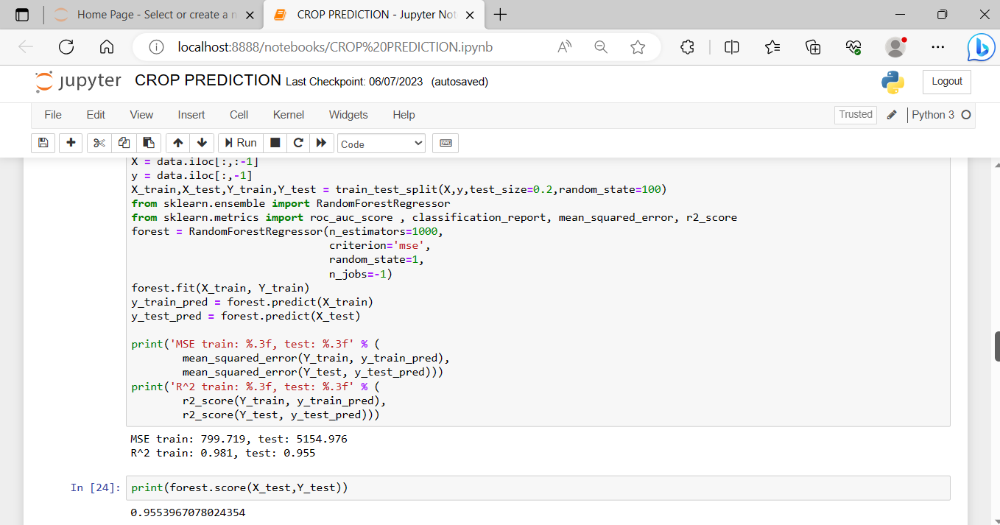 Home Page - Select or create a n
CROP PREDICTION - Jupyter Not
localhost:8888/notebooks/CROP%20PREDICTION.ipynb
jupyter CROP PREDICTION Last Checkpoint: 06/07/2023 (autosaved)
Logout
File Edit View Insert Cell Kernel Widgets Help
Trusted Python 3
Run Code
X = data.iloc[:,:-1]
y = data.iloc[:,-1]
X_train,X_test,Y_train,Y_test = train_test_split(X,y,test_size=0.2,random_state=100)
from sklearn.ensemble import RandomForestRegressor
from sklearn.metrics import roc_auc_score , classification_report, mean_squared_error, r2_score
forest = RandomForestRegressor(n_estimators=1000,
criterion='mse',
random_state=1,
n_jobs=-1)
forest.fit(X_train, Y_train)
y_train_pred = forest.predict(X_train)
y_test_pred = forest.predict(X_test)
print('MSE train: %.3f, test: %.3f' % (
mean_squared_error(Y_train, y_train_pred),
mean_squared_error(Y_test, y_test_pred)))
print('R^2 train: %.3f, test: %.3f' % (
r2_score(Y_train, y_train_pred),
r2_score(Y_test, y_test_pred)))
MSE train: 799.719, test: 5154.976
R^2 train: 0.981, test: 0.955
In [24]: print(forest.score(X_test,Y_test))
0.9553967078024354